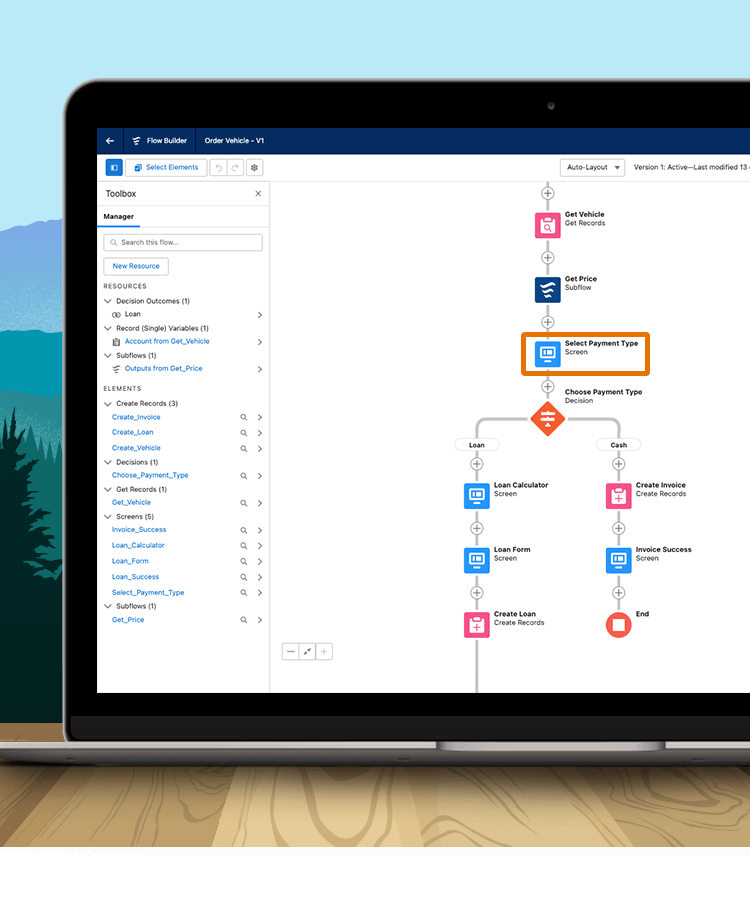 Flow Builder
Order Vehicle - V1
Select Elements
Auto-Layout
Version 1: Active—Last modified 13
Toolbox
Manager
Search this flow...
New Resource
RESOURCES
Decision Outcomes (1)
Loan
Record (Single) Variables (1)
Account from Get_Vehicle
Subflows (1)
Outputs from Get_Price
ELEMENTS
Create Records (3)
Create_Invoice
Create_Loan
Create_Vehicle
Decisions (1)
Choose_Payment_Type
Get Records (1)
Get_Vehicle
Screens (5)
Invoice_Success
Loan_Calculator
Loan_Form
Loan_Success
Select_Payment_Type
Subflows (1)
Get_Price
Get Vehicle
Get Records
Get Price
Subflow
Select Payment Type
Screen
Choose Payment Type
Decision
Loan
Cash
Loan Calculator
Screen
Create Invoice
Create Records
Loan Form
Screen
Invoice Success
Screen
Create Loan
Create Records
End